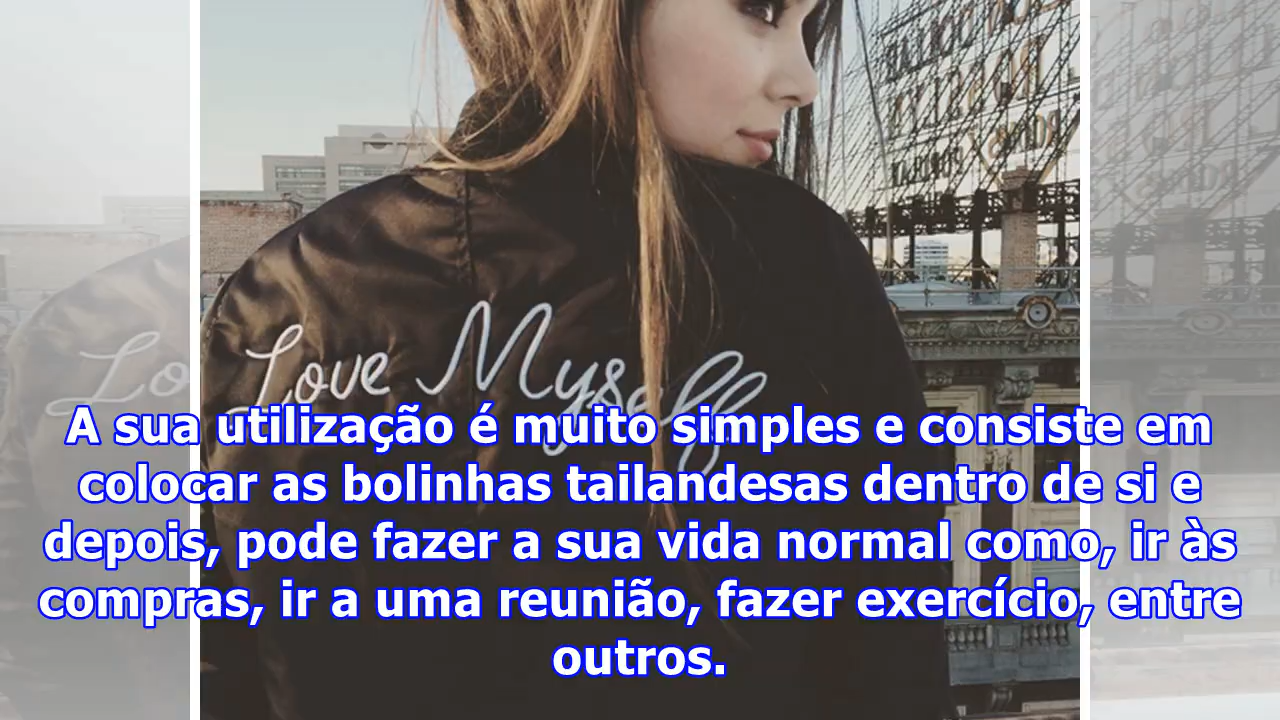 Love Myself
A sua utilização é muito simples e consiste em
colocar as bolinhas tailandesas dentro de si e
depois, pode fazer a sua vida normal como, ir às
compras, ir a uma reunião, fazer exercício, entre
outros.